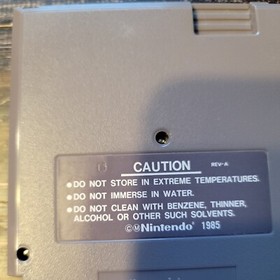 CAUTION REV-A
●DO NOT STORE IN EXTREME TEMPERATURES.
●DO NOT IMMERSE IN WATER.
●DO NOT CLEAN WITH BENZENE, THINNER,
ALCOHOL OR OTHER SUCH SOLVENTS.
©ⓂNintendo® 1985